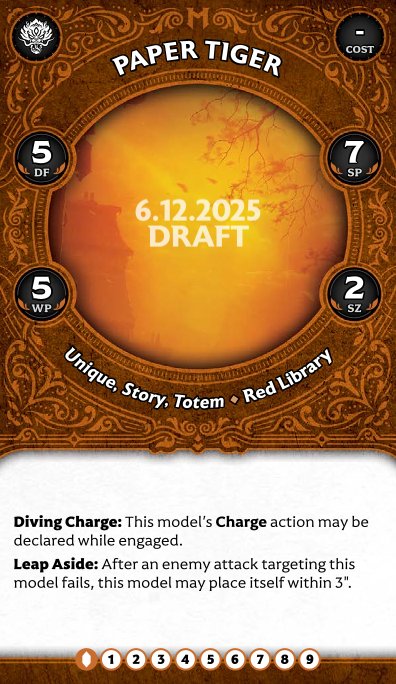 PAPER TIGER
-
COST
5
DF
7
SP
6.12.2025
DRAFT
5
WP
2
SZ
Unique, Story, Totem ♦ Red Library
Diving Charge: This model's Charge action may be
declared while engaged.
Leap Aside: After an enemy attack targeting this
model fails, this model may place itself within 3".
1 2 3 4 5 6 7 8 9